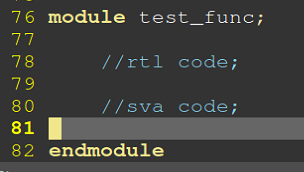 76 module test_func;
77
78 //rtl code;
79
80 //sva code;
81
82 endmodule